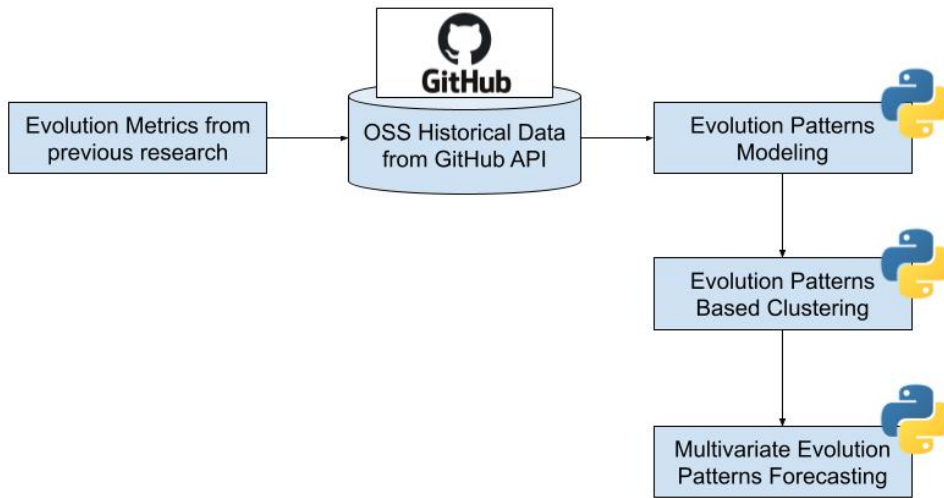 GitHub
Evolution Metrics from
previous research
OSS Historical Data
from GitHub API
Evolution Patterns
Modeling
Evolution Patterns
Based Clustering
Multivariate Evolution
Patterns Forecasting